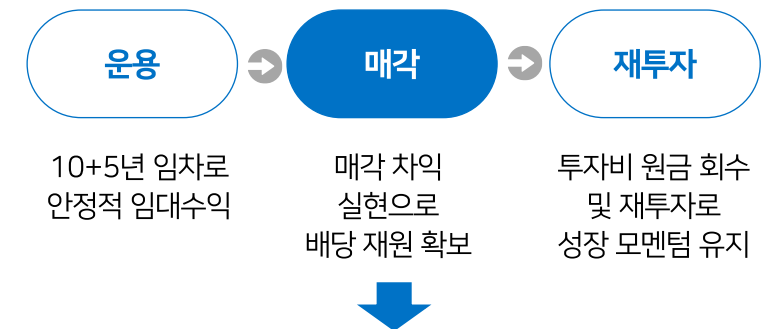 운용
매각
재투자
10+5년 임차로
안정적 임대수익
매각 차익
실현으로
배당 재원 확보
투자비 원금 회수
및 재투자로
성장 모멘텀 유지